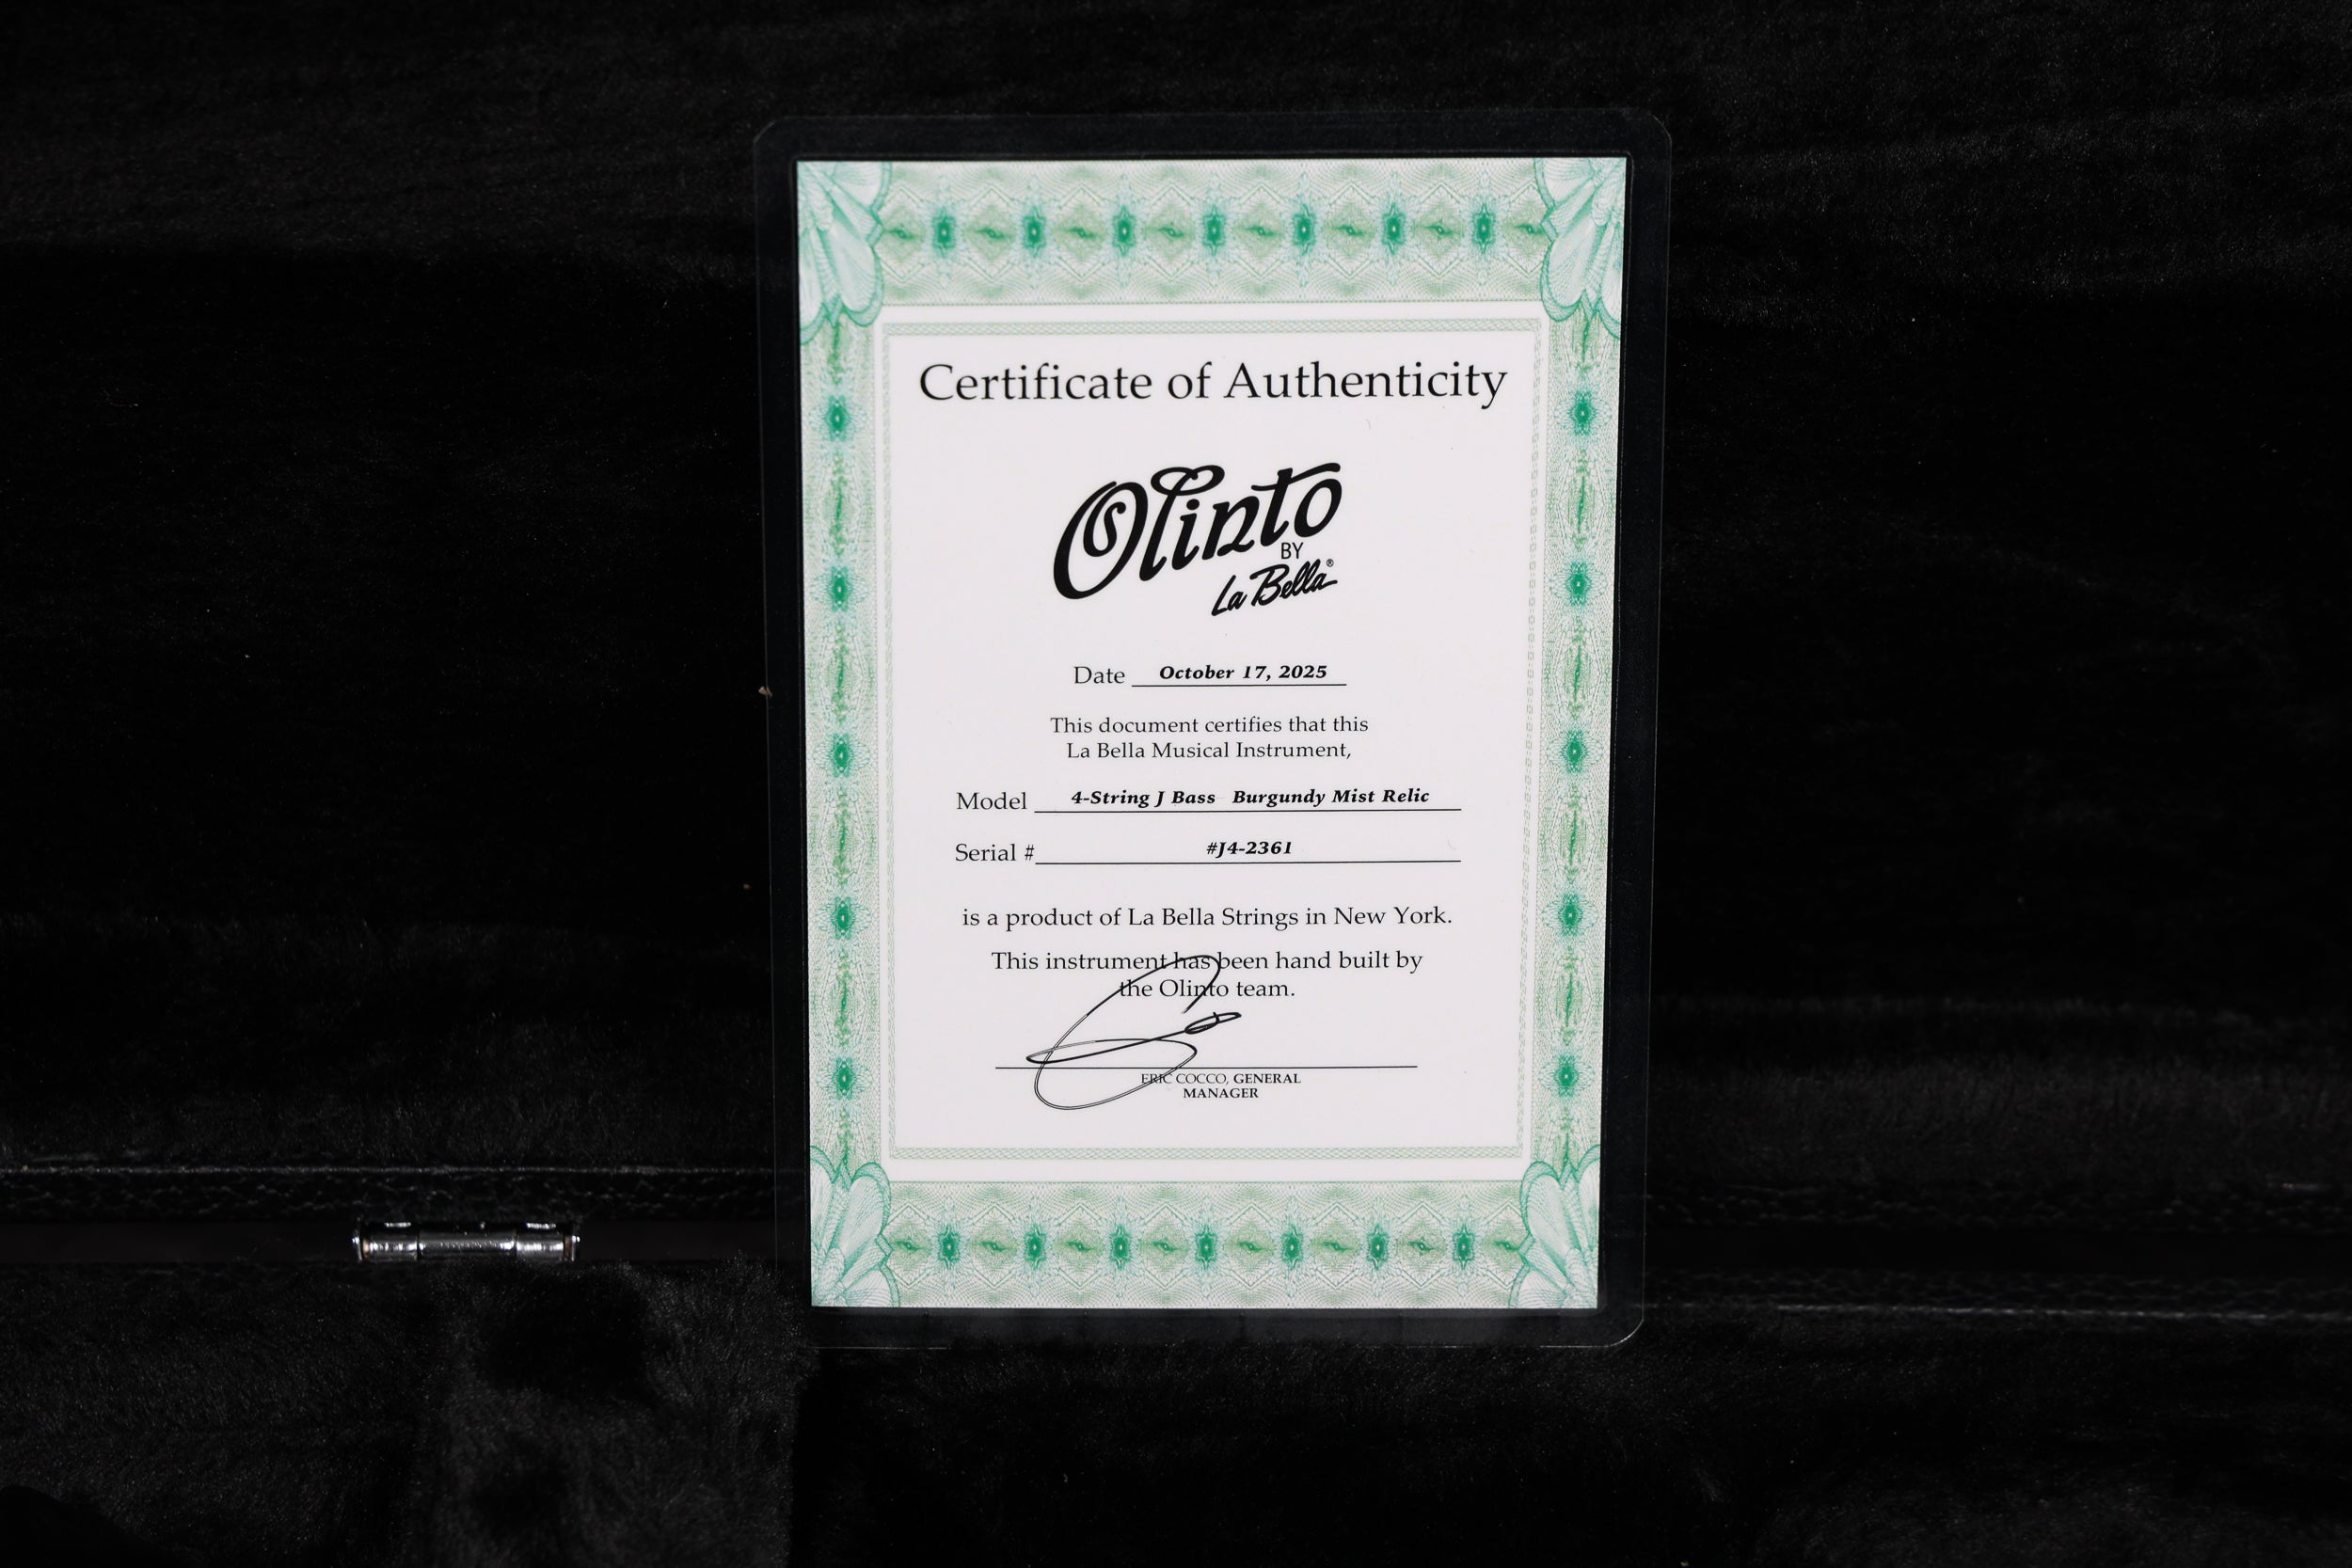 Certificate of Authenticity
Olinto
BY
La Bella®
Date October 17, 2025
This document certifies that this
La Bella Musical Instrument,
Model 4-String J Bass Burgundy Mist Relic
Serial # #J4-2361
is a product of La Bella Strings in New York.
This instrument has been hand built by
the Olinto team.
ERIC COCCO, GENERAL
MANAGER